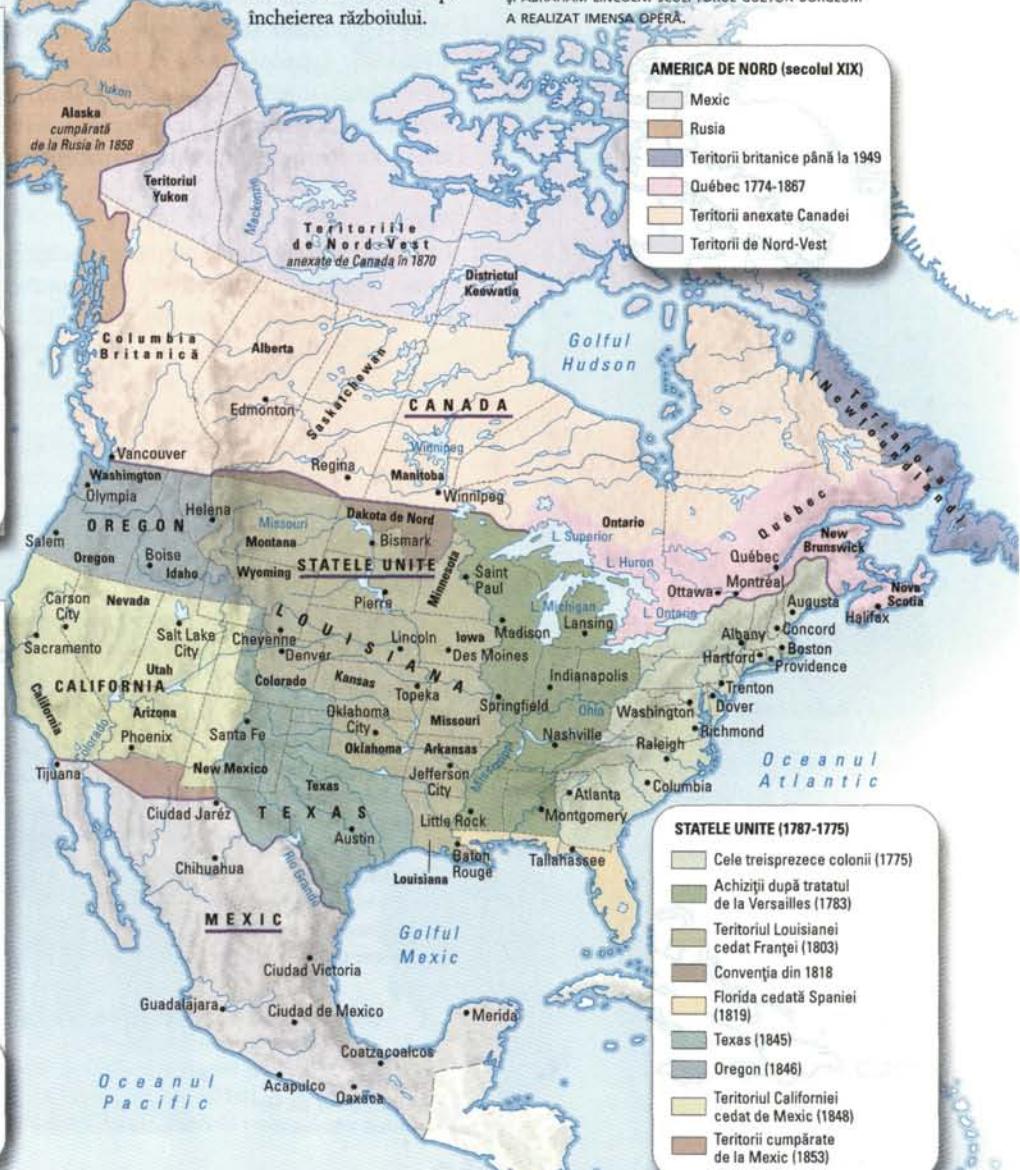 încheierea războiului.
ȘI ABRAHAM LINCOLN. SCULPTORUL GUTZON BORGLUM
A REALIZAT IMENSA OPERĂ.
AMERICA DE NORD (secolul XIX)
Mexic
Rusia
Teritorii britanice până la 1949
Québec 1774-1867
Teritorii anexate Canadei
Teritorii de Nord-Vest
Yukon
Alaska
cumpărată
de la Rusia în 1858
Teritoriul
Yukon
Mackenzie
Teritoriile
de Nord-Vest
anexate de Canada în 1870
Districtul
Keewatin
Golful
Hudson
Columbia
Britanică
Alberta
Saskatchewán
Edmonton
CANADA
Winnipeg
(Terranova
Newfoundland)
Vancouver
Regina
Manitoba
Winnipeg
Washington
Olympia
Ontario
Québec
New
Brunswick
Helena
Missouri
Dakota de Nord
L. Superior
OREGON
Salem
Montana
Bismark
L. Huron
Québec
Oregon
Boise
Idaho
Wyoming
STATELE UNITE
Minnesota
Saint
Paul
Ottawa
Montréal
Nova
Scotia
Pierre
L. Michigan
L. Ontario
Augusta
Halifax
Carson
City
Nevada
LOUISIANA
Madison
Lansing
Albany
Concord
Sacramento
Salt Lake
City
Cheyenne
Lincoln
Iowa
Boston
Denver
Des Moines
Hartford
Providence
Utah
Colorado
Kansas
Indianapolis
CALIFORNIA
Topeka
Springfield
Trenton
California
Arizona
Oklahoma
City
Missouri
Ohio
Washington
Dover
Colorado
Phoenix
Santa Fe
Nashville
Richmond
Oklahoma
Arkansas
Raleigh
Oceanul
Atlantic
Tijuana
New Mexico
Texas
Jefferson
City
Mississippi
Atlanta
Columbia
Ciudad Jaréz
TEXAS
Little Rock
Montgomery
Austin
Chihuahua
Rio Grande
Louisiana
Baton
Rouge
Tallahassee
MEXIC
Golful
Mexic
Ciudad Victoria
Guadalajara
Ciudad de Mexico
Merida
Coatzacoalcos
Oceanul
Pacific
Acapulco
Oaxaca
STATELE UNITE (1787-1775)
Cele treisprezece colonii (1775)
Achiziții după tratatul
de la Versailles (1783)
Teritoriul Louisianei
cedat Franței (1803)
Convenția din 1818
Florida cedată Spaniei
(1819)
Texas (1845)
Oregon (1846)
Teritoriul Californiei
cedat de Mexic (1848)
Teritorii cumpărate
de la Mexic (1853)